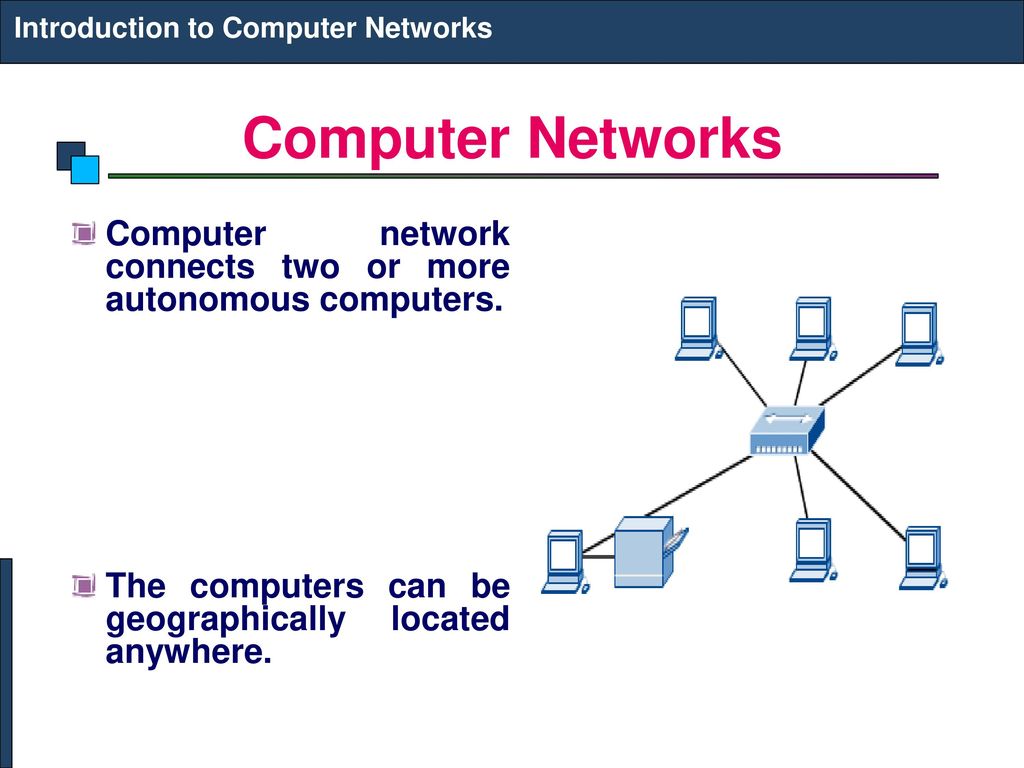 Introduction to Computer Networks
Computer Networks
Computer network
connects two or more
autonomous computers.
The computers can be
geographically located
anywhere.